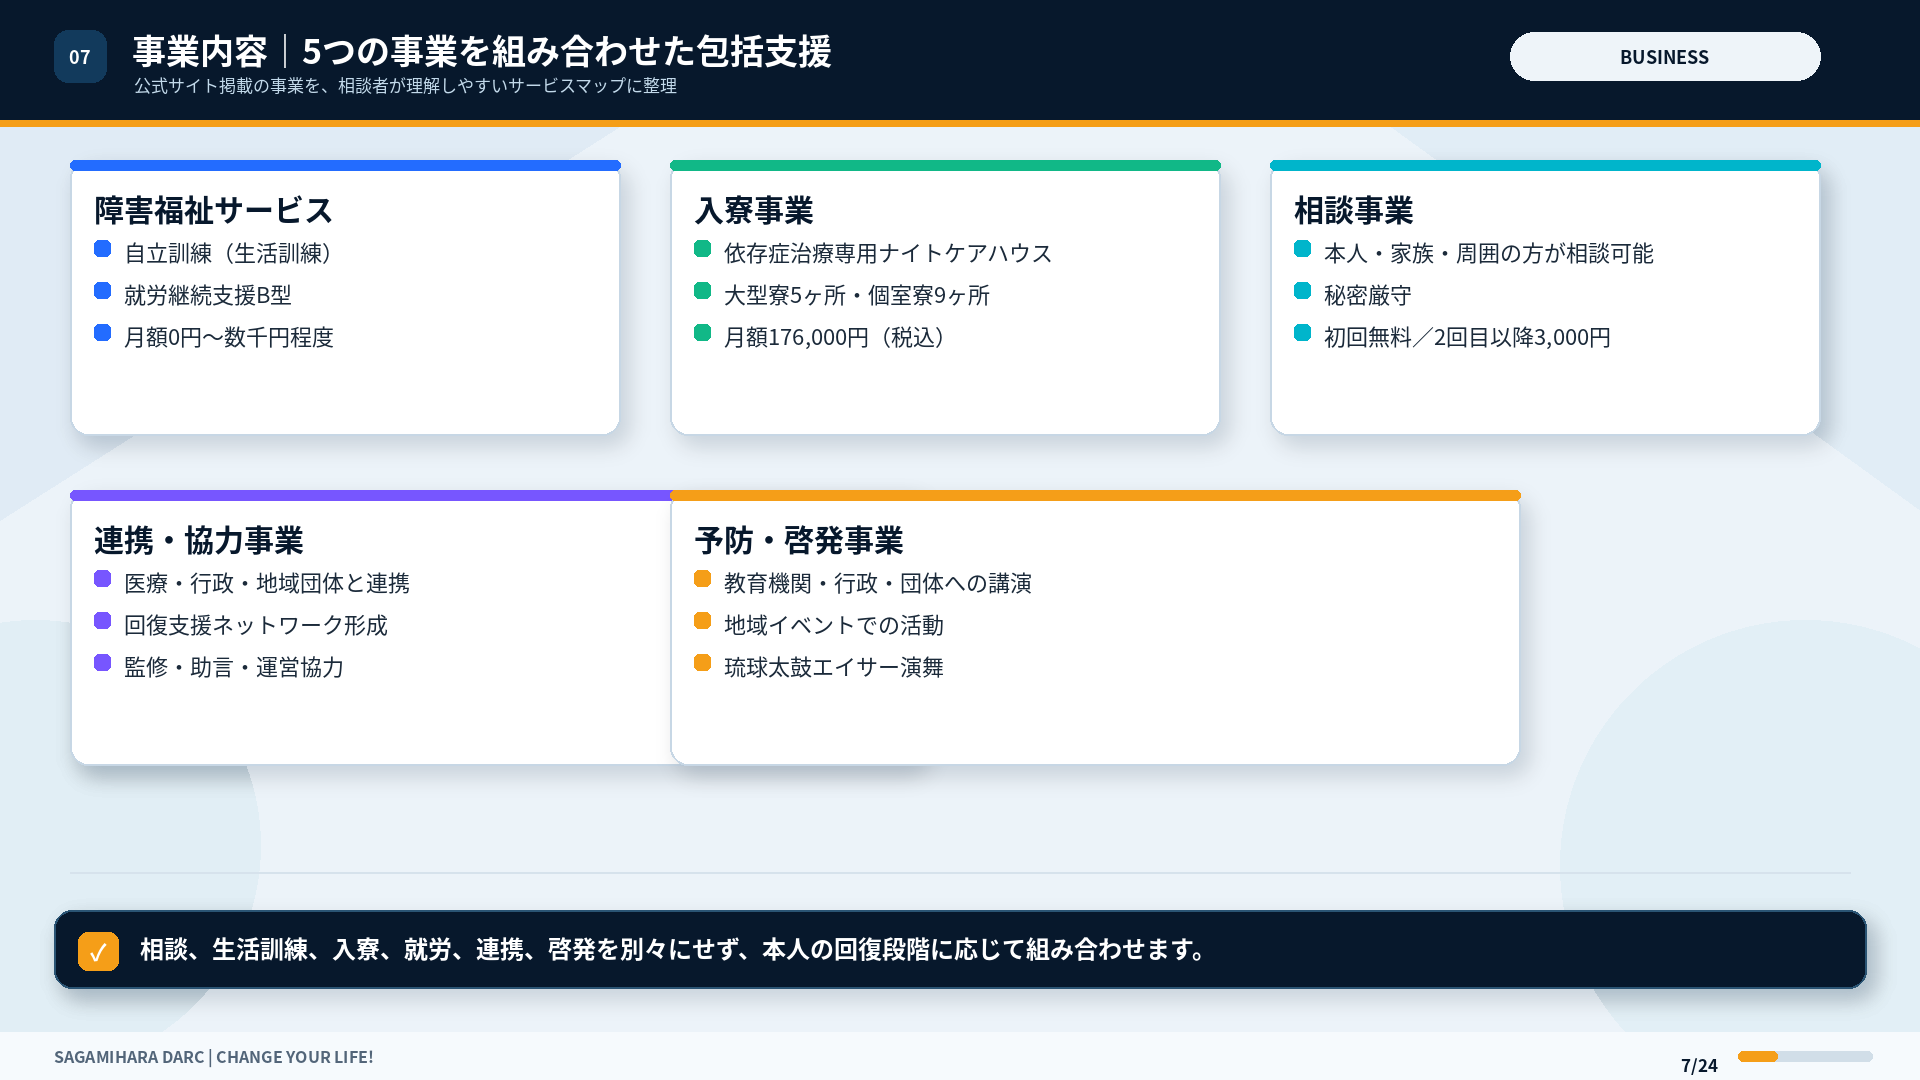 07
事業内容｜5つの事業を組み合わせた包括支援
公式サイト掲載の事業を、相談者が理解しやすいサービスマップに整理
BUSINESS
障害福祉サービス
自立訓練（生活訓練）
就労継続支援B型
月額0円〜数千円程度
入寮事業
依存症治療専用ナイトケアハウス
大型寮5ヶ所・個室寮9ヶ所
月額176,000円（税込）
相談事業
本人・家族・周囲の方が相談可能
秘密厳守
初回無料／2回目以降3,000円
連携・協力事業
医療・行政・地域団体と連携
回復支援ネットワーク形成
監修・助言・運営協力
予防・啓発事業
教育機関・行政・団体への講演
地域イベントでの活動
琉球太鼓エイサー演舞
✓ 相談、生活訓練、入寮、就労、連携、啓発を別々にせず、本人の回復段階に応じて組み合わせます。
SAGAMIHARA DARC | CHANGE YOUR LIFE!
7/24